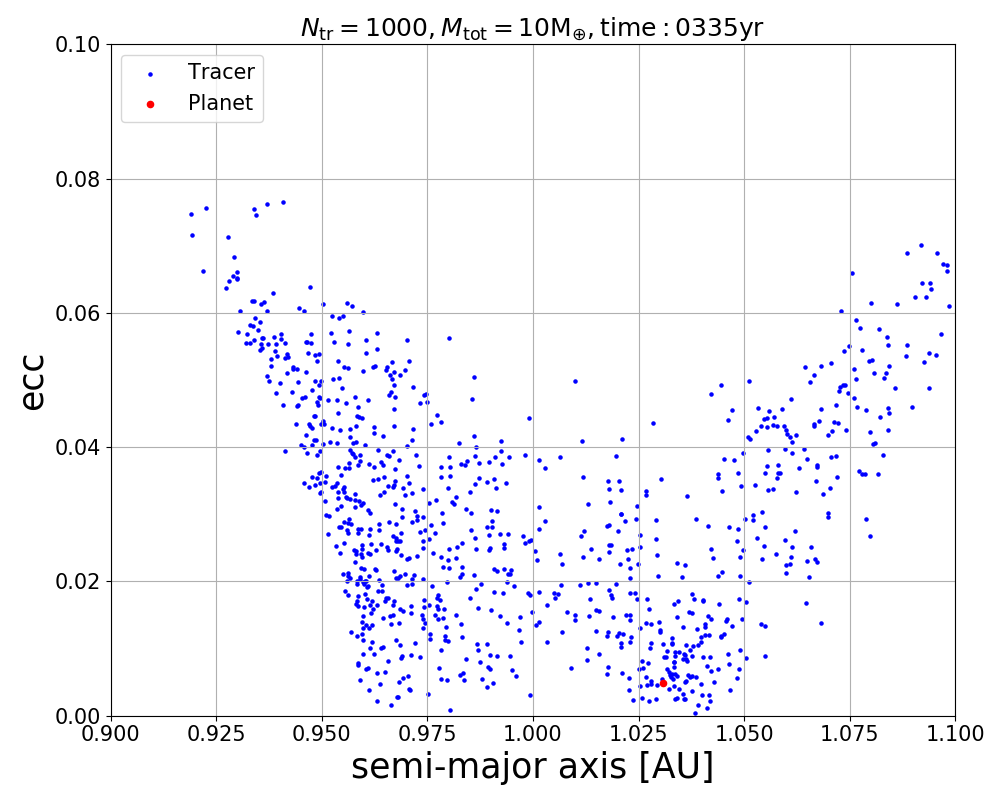 N_tr = 1000, M_tot = 10M_⊕, time : 0335yr
Tracer
Planet
ecc
0.10
0.08
0.06
0.04
0.02
0.00
0.900 0.925 0.950 0.975 1.000 1.025 1.050 1.075 1.100
semi-major axis [AU]